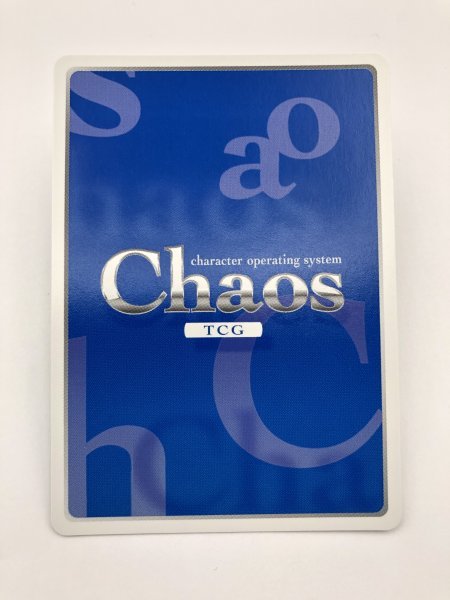 s
a
o
character operating system
Chaos
TCG
C
h